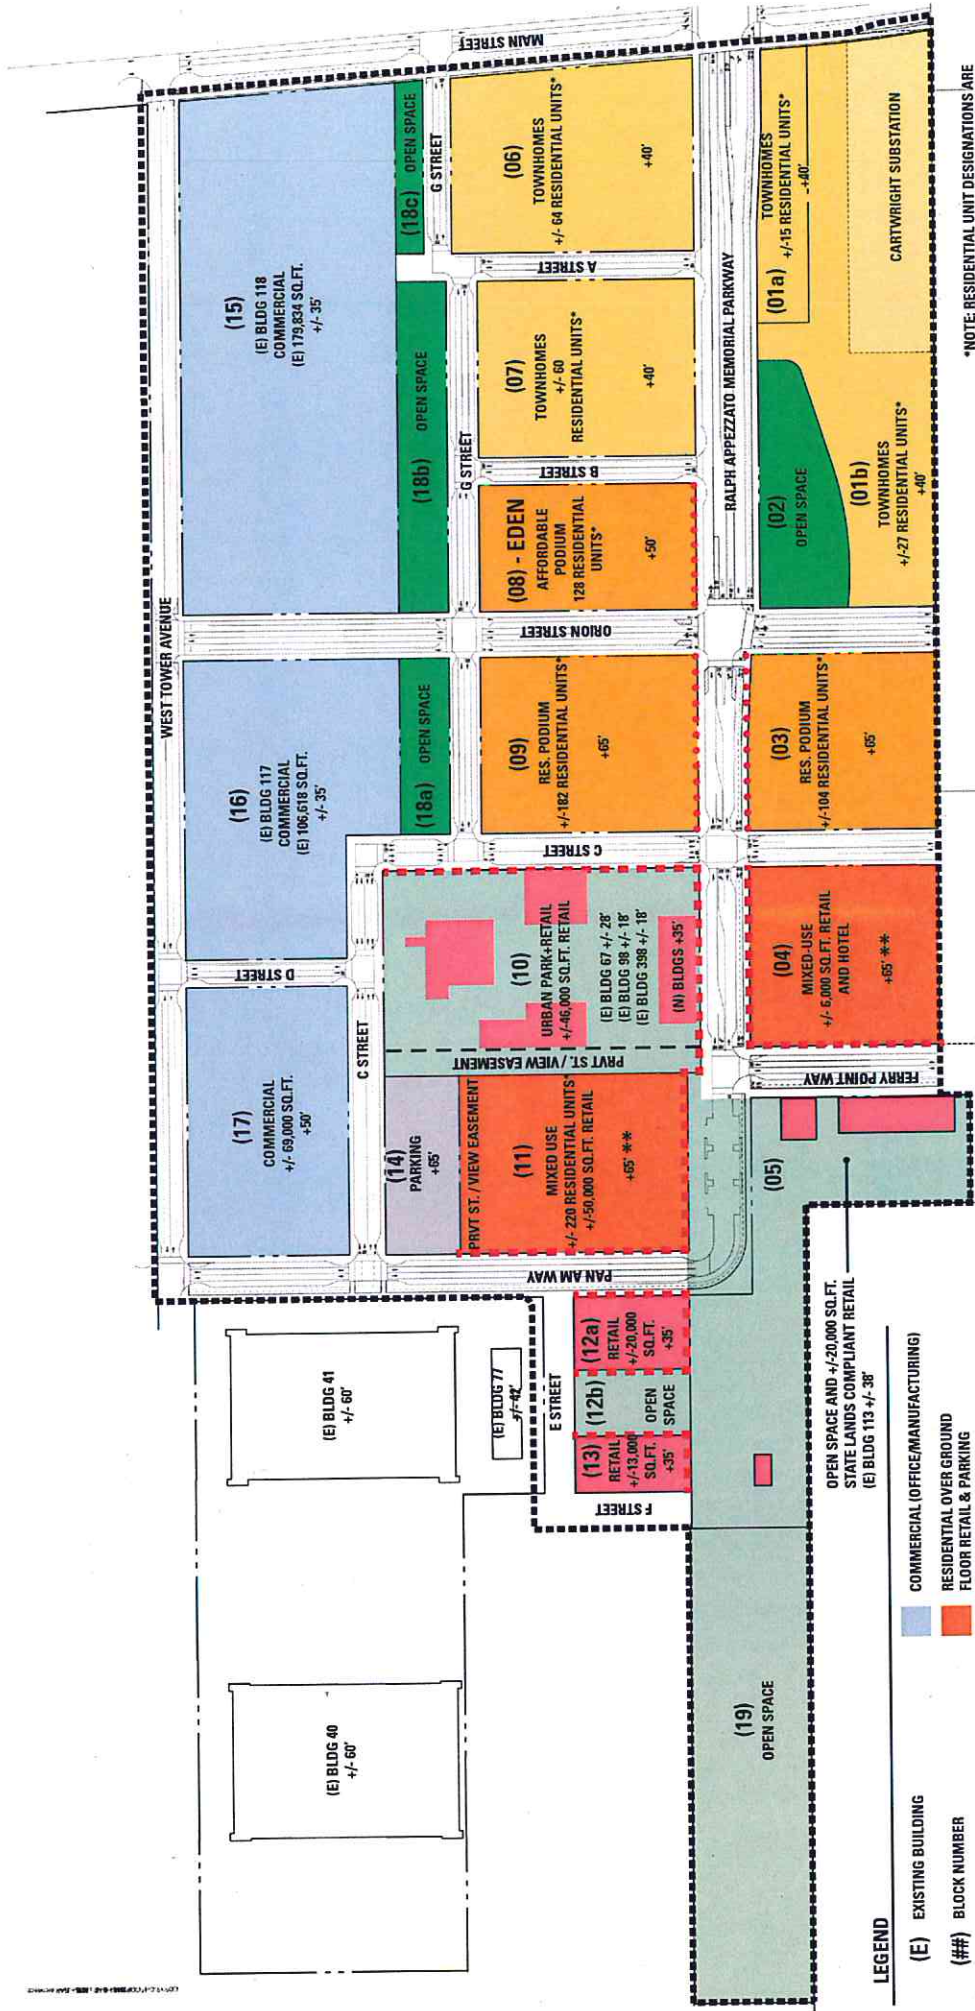 WEST TOWER AVENUE
MAIN STREET
(15)
(E) BLDG 118
COMMERCIAL
(E) 179,834 SQ.FT.
+/- 35'
(16)
(E) BLDG 117
COMMERCIAL
(E) 106,618 SQ.FT.
+/- 35'
(17)
COMMERCIAL
+/- 69,000 SQ.FT.
+50'
D STREET
(18a) OPEN SPACE
(18b) OPEN SPACE
(18c) OPEN SPACE
C STREET
G STREET
G STREET
(E) BLDG 40
+/- 60'
(E) BLDG 41
+/- 60'
(E) BLDG 77
+/- 42'
E STREET
F STREET
PAN AM WAY
(14)
PARKING
+65'
PRVT ST. / VIEW EASEMENT
(11)
MIXED USE
+/- 220 RESIDENTIAL UNITS*
+/-50,000 SQ.FT. RETAIL
+65' **
PRVT ST. / VIEW EASEMENT
(10)
URBAN PARK+RETAIL
+/-46,000 SQ.FT. RETAIL
(E) BLDG 67 +/- 28'
(E) BLDG 98 +/- 18'
(E) BLDG 398 +/- 18'
(N) BLDGS +35'
C STREET
(09)
RES. PODIUM
+/-182 RESIDENTIAL UNITS*
+65'
ORION STREET
(08) - EDEN
AFFORDABLE
PODIUM
128 RESIDENTIAL
UNITS*
+50'
B STREET
(07)
TOWNHOMES
+/- 60
RESIDENTIAL UNITS*
+40'
A STREET
(06)
TOWNHOMES
+/- 64 RESIDENTIAL UNITS*
+40'
(13)
RETAIL
+/-13,000
SQ.FT.
+35'
(12b)
OPEN
SPACE
(12a)
RETAIL
+/-20,000
SQ.FT.
+35'
RALPH APPEZZATO MEMORIAL PARKWAY
(19)
OPEN SPACE
(05)
OPEN SPACE AND +/-20,000 SQ.FT.
STATE LANDS COMPLIANT RETAIL
(E) BLDG 113 +/- 38'
FERRY POINT WAY
(04)
MIXED-USE
+/- 6,000 SQ.FT. RETAIL
AND HOTEL
+65' **
(03)
RES. PODIUM
+/-104 RESIDENTIAL UNITS*
+65'
(02)
OPEN SPACE
(01b)
TOWNHOMES
+/-27 RESIDENTIAL UNITS*
+40'
(01a)
TOWNHOMES
+/-15 RESIDENTIAL UNITS*
+40'
CARTWRIGHT SUBSTATION
LEGEND
(E) EXISTING BUILDING
(##) BLOCK NUMBER
COMMERCIAL (OFFICE/MANUFACTURING)
RESIDENTIAL OVER GROUND
FLOOR RETAIL & PARKING
*NOTE: RESIDENTIAL UNIT DESIGNATIONS ARE